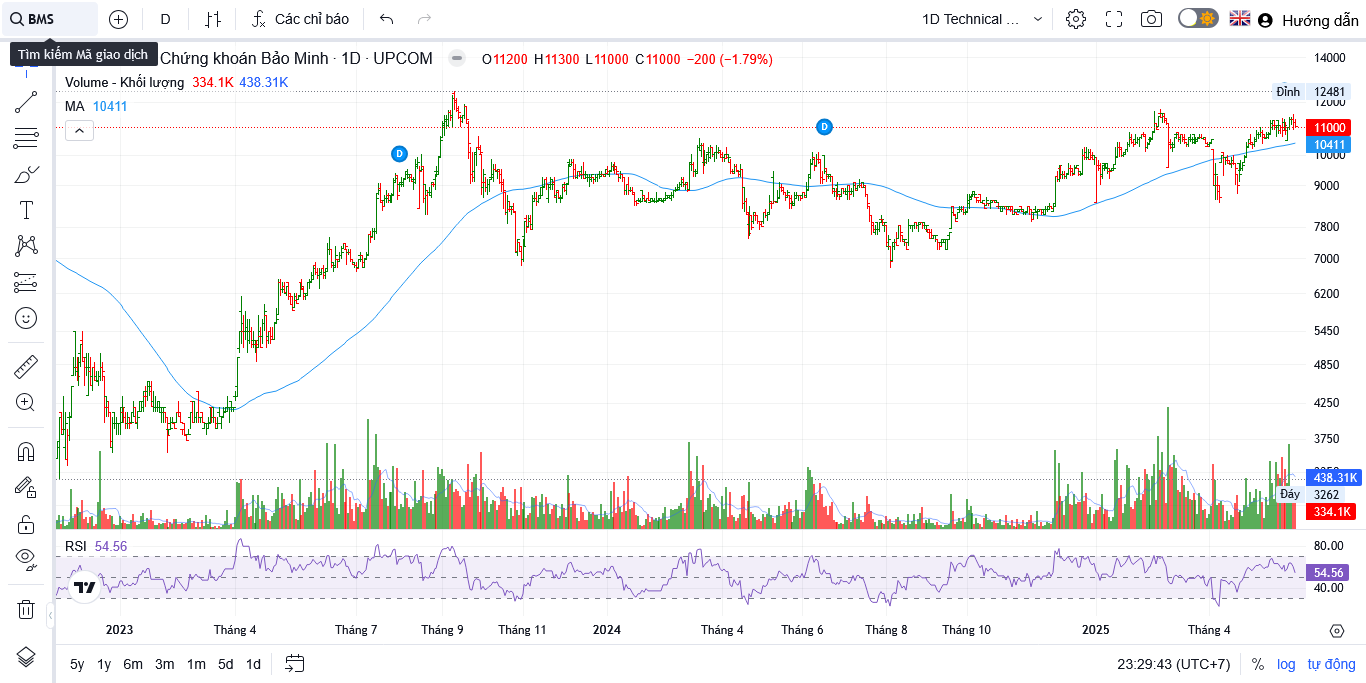 BMS
D
Các chỉ báo
1D Technical ...
Hướng dẫn
Tìm kiếm Mã giao dịch
Chứng khoán Bảo Minh · 1D · UPCOM
O11200 H11300 L11000 C11000 −200 (−1.79%)
Volume - Khối lượng 334.1K 438.31K
MA 10411
D
D
14000
Đỉnh 12481
12000
11000
10411
10000
9000
7800
7000
6200
5450
4850
4250
3750
438.31K
Đáy 3262
334.1K
RSI 54.56
80.00
54.56
40.00
2023 Tháng 4 Tháng 7 Tháng 9 Tháng 11 2024 Tháng 4 Tháng 6 Tháng 8 Tháng 10 2025 Tháng 4
5y 1y 6m 3m 1m 5d 1d
23:29:43 (UTC+7) % log tự động